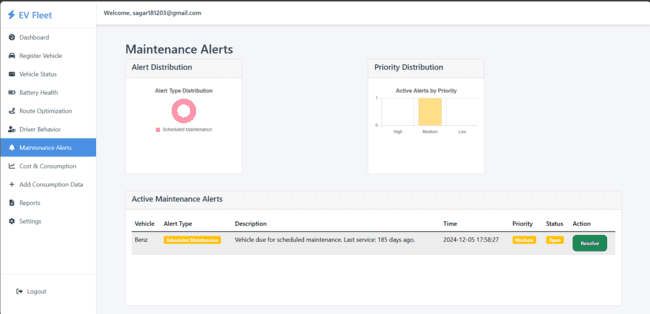 EV Fleet
Welcome, sagar181203@gmail.com
Dashboard
Register Vehicle
Vehicle Status
Battery Health
Route Optimization
Driver Behavior
Maintenance Alerts
Cost & Consumption
Add Consumption Data
Reports
Settings
Logout
Maintenance Alerts
Alert Distribution
Alert Type Distribution
Scheduled Maintenance
Priority Distribution
Active Alerts by Priority
1
0
High Medium Low
Active Maintenance Alerts
Vehicle Alert Type Description Time Priority Status Action
Benz Scheduled Maintenance Vehicle due for scheduled maintenance. Last service: 185 days ago. 2024-12-05 17:58:27 Medium Open Resolve